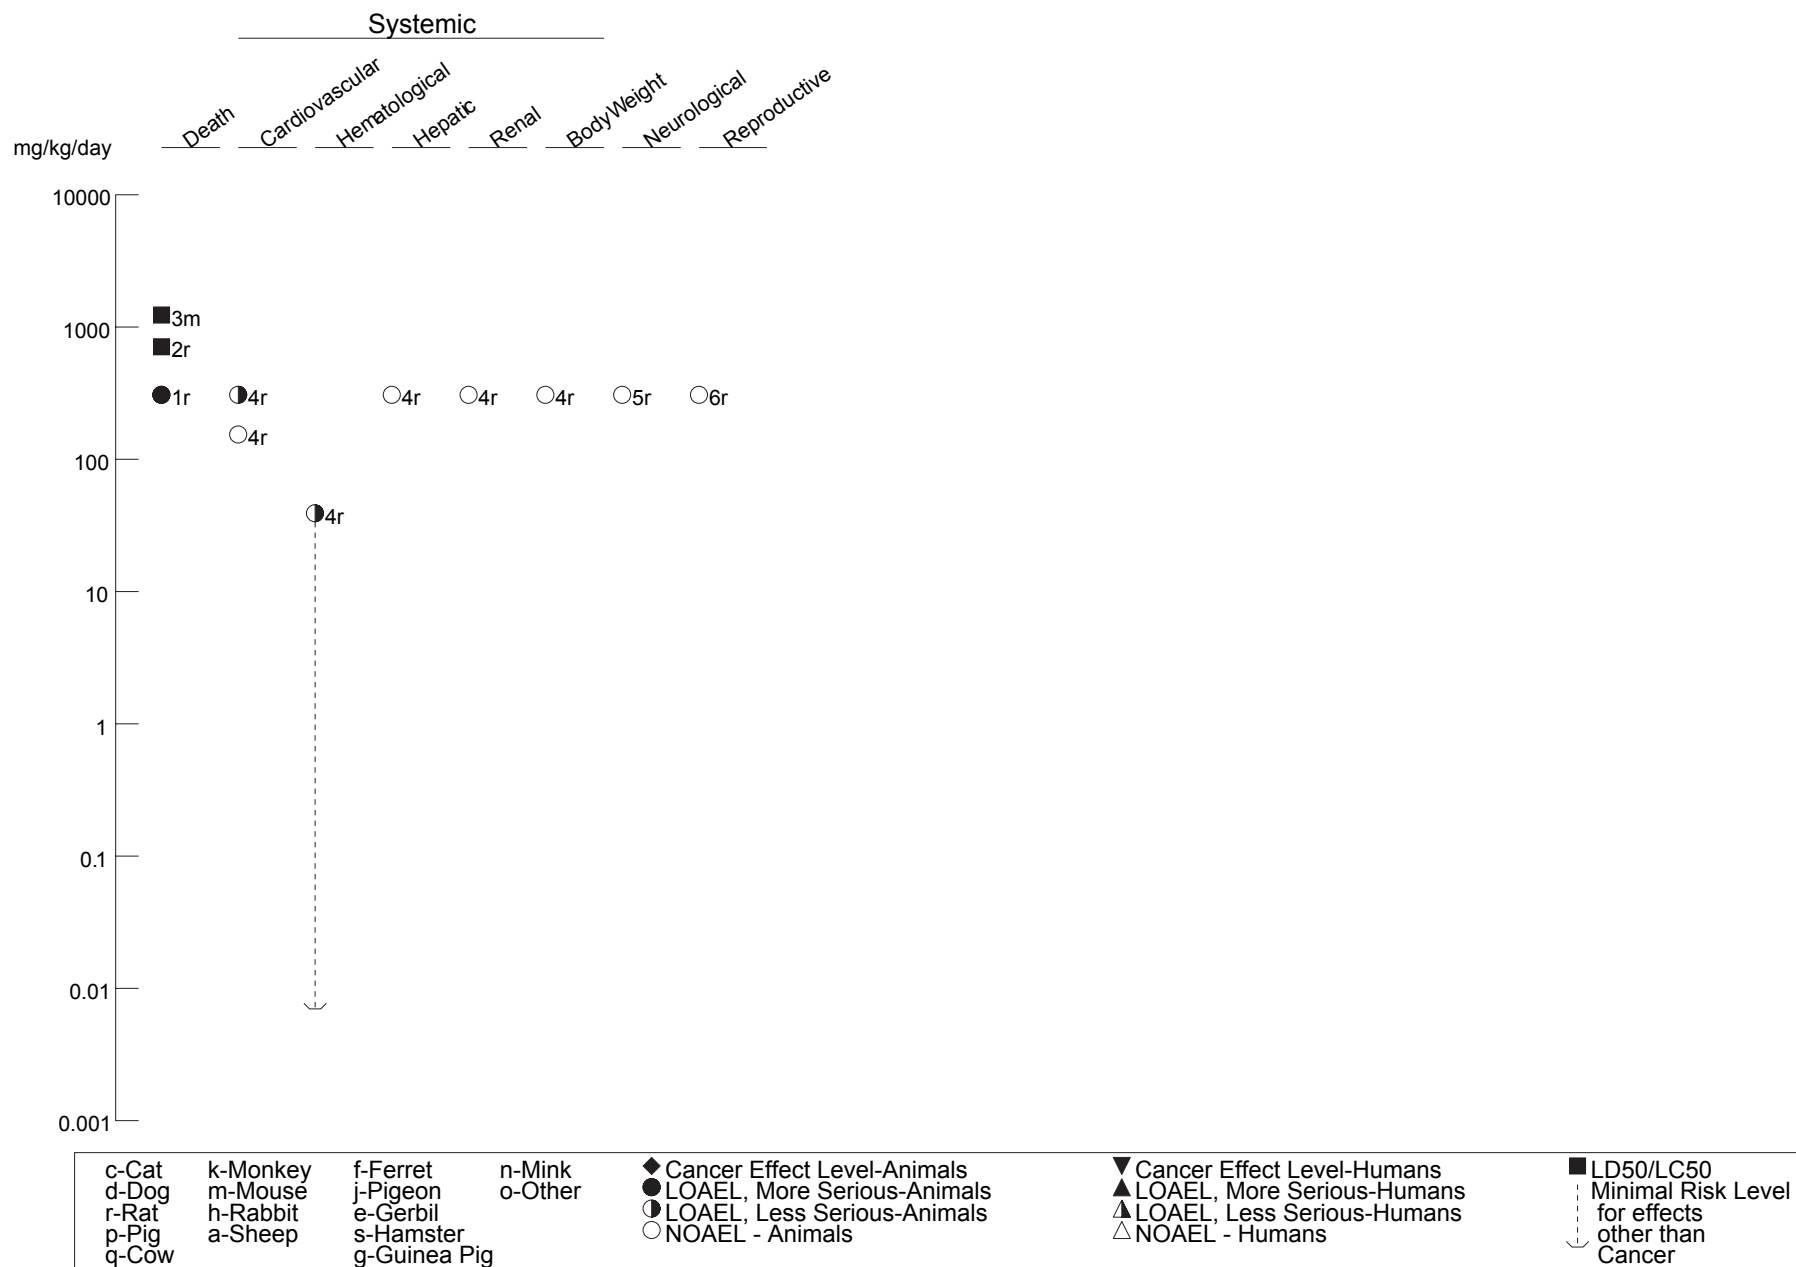 Systemic
Death Cardiovascular Hematological Hepatic Renal BodyWeight Neurological Reproductive
mg/kg/day
10000
3m
1000
2r
1r 4r 4r 4r 4r 5r 6r
4r
100
4r
10
1
0.1
0.01
0.001
c-Cat k-Monkey f-Ferret n-Mink Cancer Effect Level-Animals Cancer Effect Level-Humans LD50/LC50
d-Dog m-Mouse j-Pigeon o-Other LOAEL, More Serious-Animals LOAEL, More Serious-Humans Minimal Risk Level
r-Rat h-Rabbit e-Gerbil LOAEL, Less Serious-Animals LOAEL, Less Serious-Humans for effects
p-Pig a-Sheep s-Hamster NOAEL - Animals NOAEL - Humans other than
q-Cow g-Guinea Pig Cancer